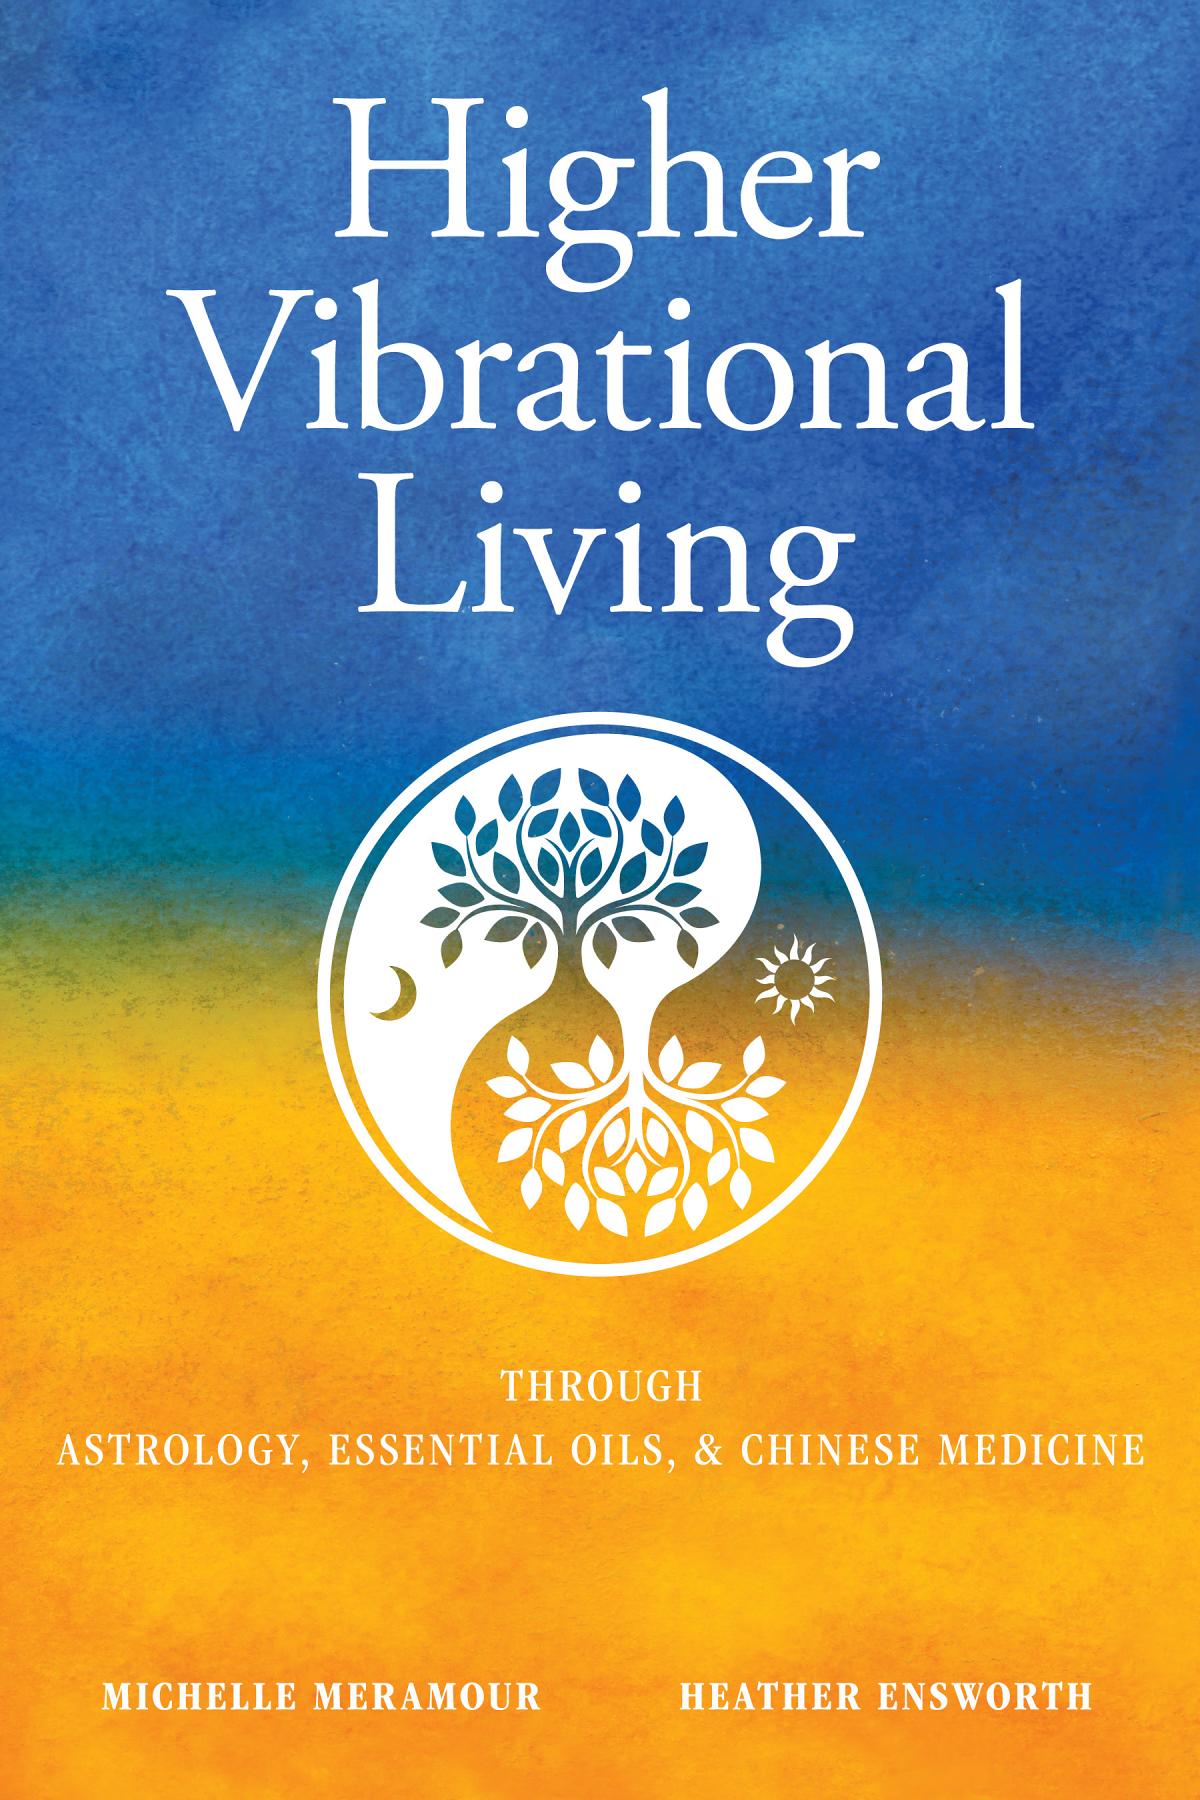 Higher
Vibrational
Living
THROUGH
ASTROLOGY, ESSENTIAL OILS, & CHINESE MEDICINE
MICHELLE MERAMOUR HEATHER ENSWORTH